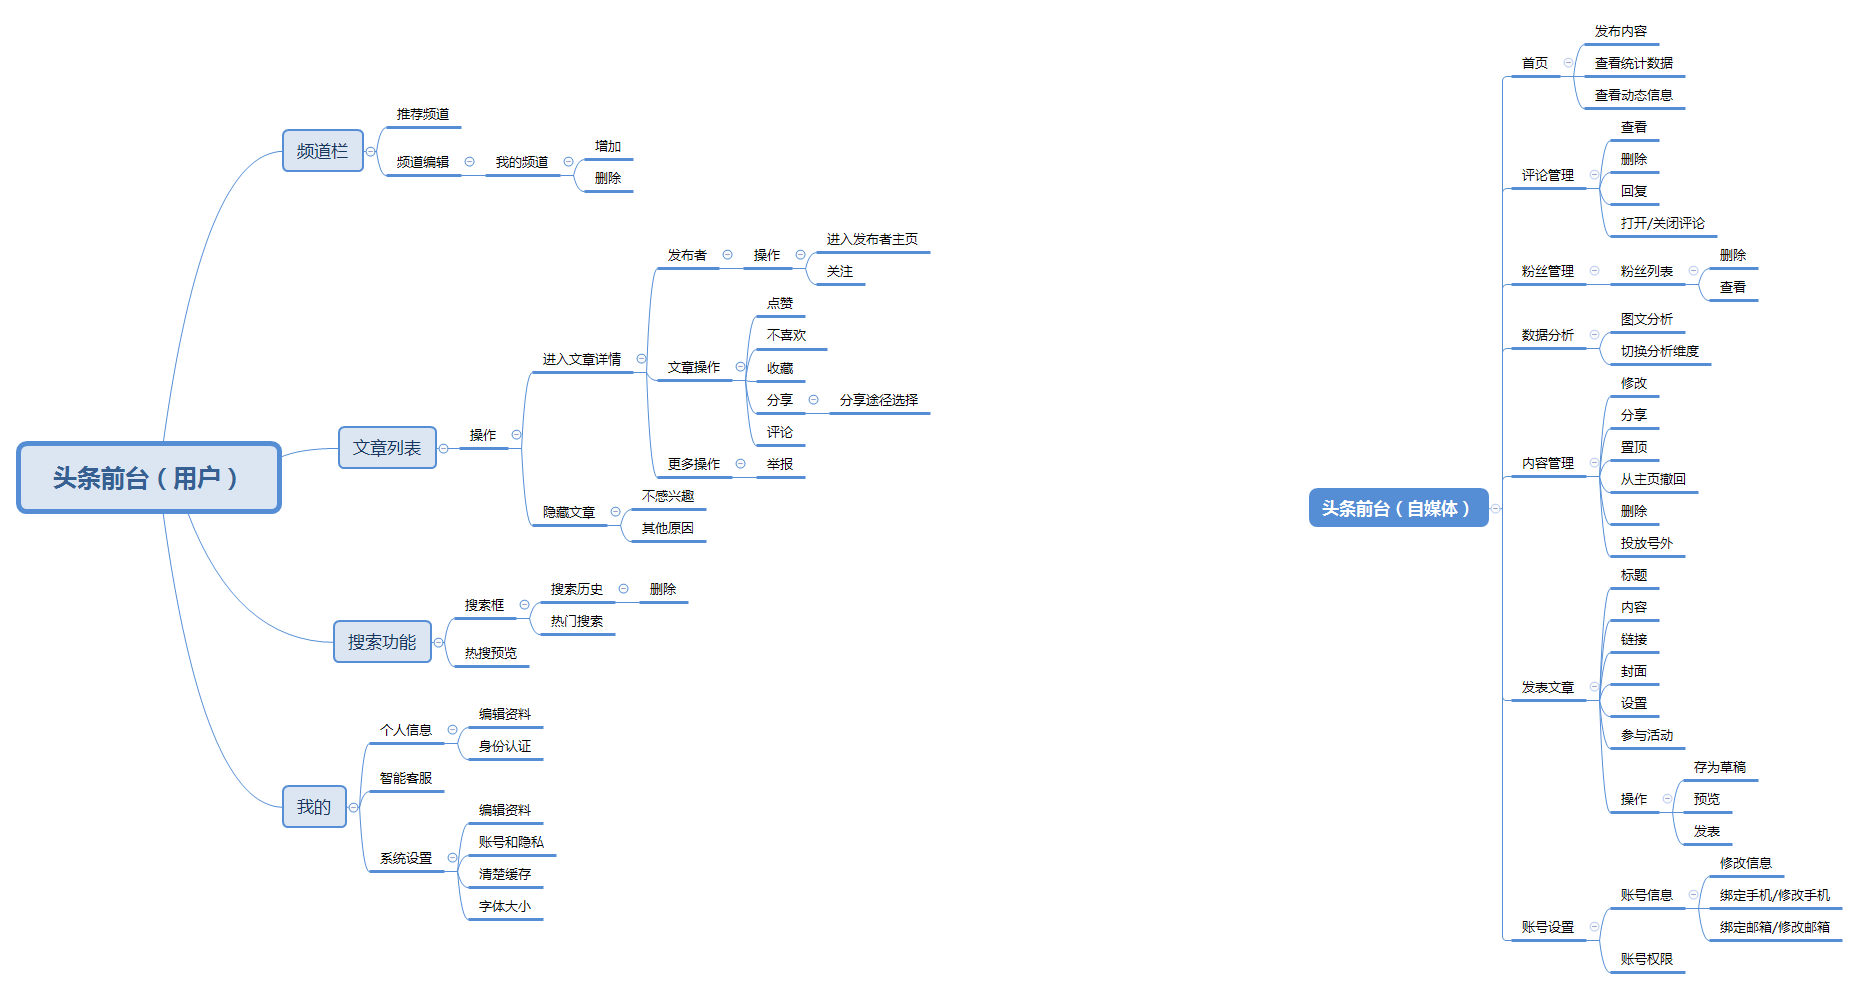 头条前台（用户）
频道栏
推荐频道
频道编辑
我的频道
增加
删除
文章列表
操作
进入文章详情
发布者
操作
进入发布者主页
关注
文章操作
点赞
不喜欢
收藏
分享
分享途径选择
评论
更多操作
举报
隐藏文章
不感兴趣
其他原因
搜索功能
搜索框
搜索历史
删除
热门搜索
热搜预览
我的
个人信息
编辑资料
身份认证
智能客服
系统设置
编辑资料
账号和隐私
清楚缓存
字体大小
头条前台（自媒体）
首页
发布内容
查看统计数据
查看动态信息
评论管理
查看
删除
回复
打开/关闭评论
粉丝管理
粉丝列表
删除
查看
数据分析
图文分析
切换分析维度
内容管理
修改
分享
置顶
从主页撤回
删除
投放号外
发表文章
标题
内容
链接
封面
设置
参与活动
操作
存为草稿
预览
发表
账号设置
账号信息
修改信息
绑定手机/修改手机
绑定邮箱/修改邮箱
账号权限